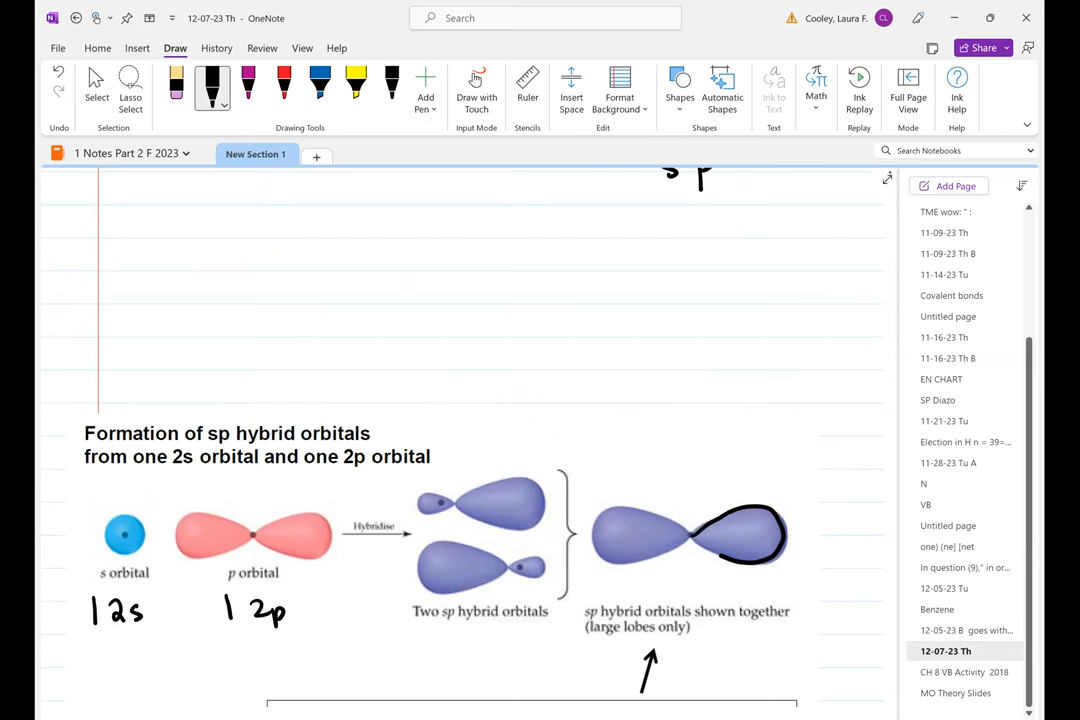 12-07-23 Th - OneNote
Search
Cooley, Laura F.
CL
File Home Insert Draw History Review View Help
Share
Undo
Select
Lasso Select
Add Pen
Draw with Touch
Ruler
Insert Space
Format Background
Shapes
Automatic Shapes
Ink to Text
Math
Ink Replay
Full Page View
Ink Help
Undo Selection Drawing Tools Input Mode Stencils Edit Shapes Text Replay Mode Help
1 Notes Part 2 F 2023
New Section 1
+
Search Notebooks
Add Page
TME wow: " :
11-09-23 Th
11-09-23 Th B
11-14-23 Tu
Covalent bonds
Untitled page
11-16-23 Th
11-16-23 Th B
EN CHART
SP Diazo
11-21-23 Tu
Election in H n = 39=...
11-28-23 Tu A
N
VB
Untitled page
one) (ne] [net
In question (9)," in or...
12-05-23 Tu
Benzene
12-05-23 B goes with...
12-07-23 Th
CH 8 VB Activity 2018
MO Theory Slides
s p
Formation of sp hybrid orbitals
from one 2s orbital and one 2p orbital
Hybridise
s orbital
p orbital
Two sp hybrid orbitals
sp hybrid orbitals shown together
(large lobes only)
1 2s
1 2p